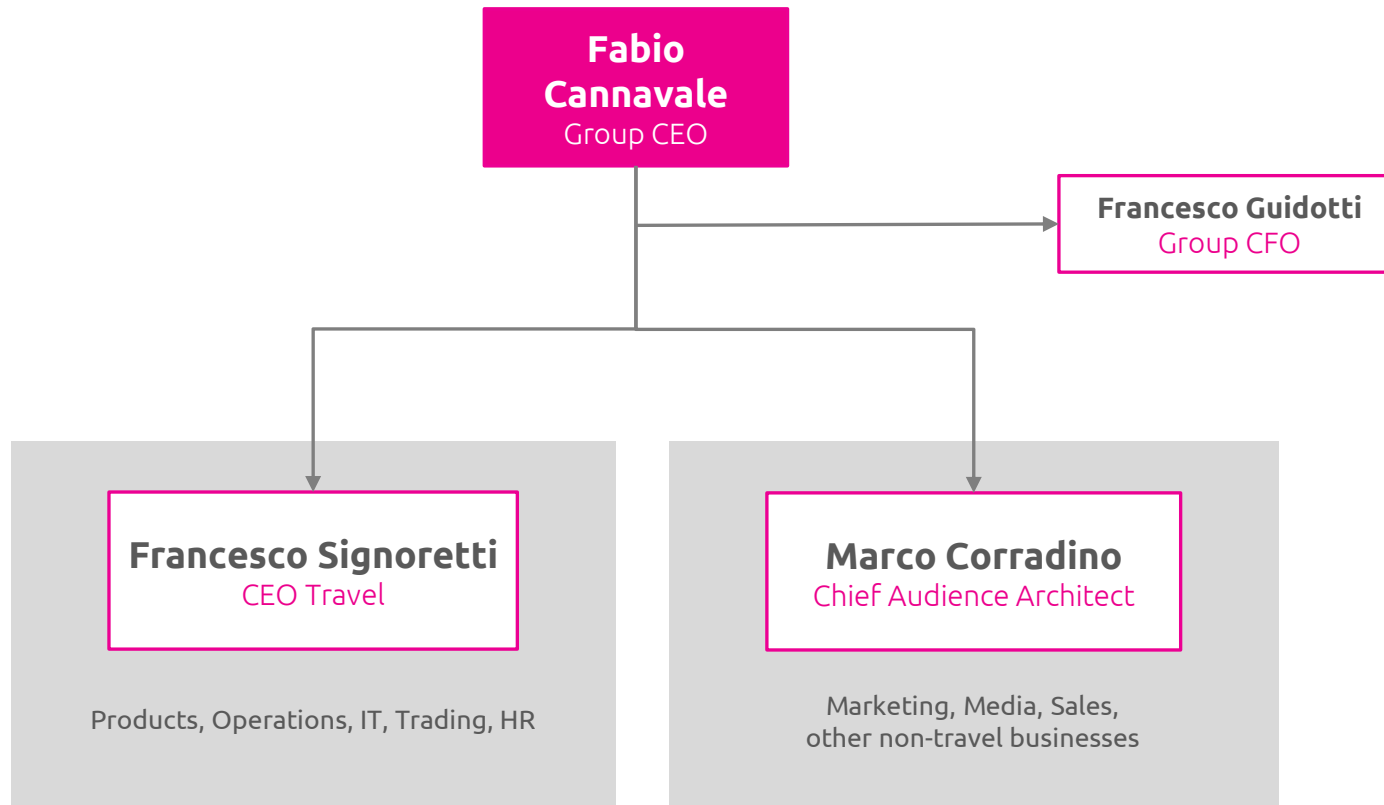 Fabio
Cannavale
Group CEO
Francesco Guidotti
Group CFO
Francesco Signoretti
CEO Travel
Products, Operations, IT, Trading, HR
Marco Corradino
Chief Audience Architect
Marketing, Media, Sales,
other non-travel businesses